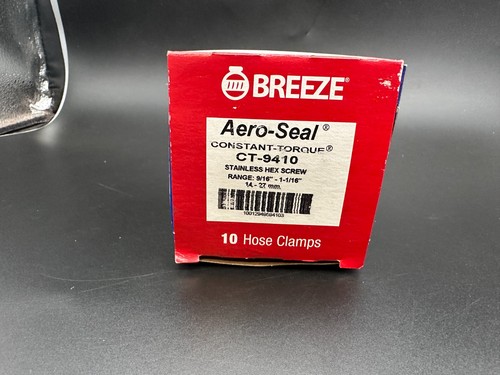 BREEZE®
Aero-Seal ®
CONSTANT-TORQUE®
CT-9410
STAINLESS HEX SCREW
RANGE: 9/16" - 1-1/16"
14 - 27 mm
10012949594103
10 Hose Clamps